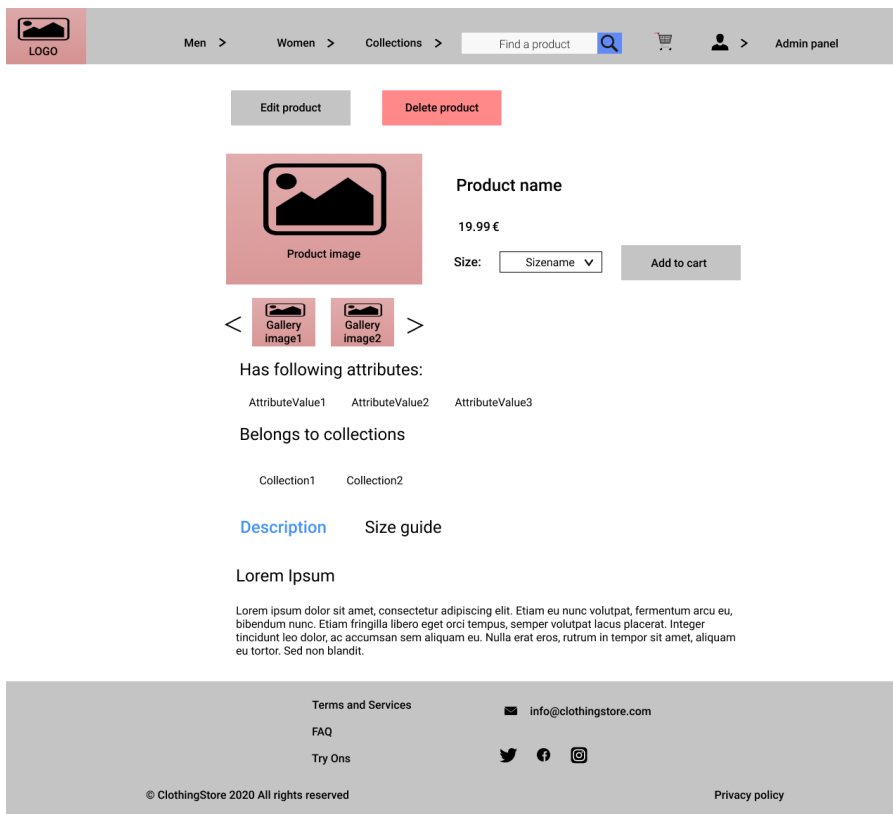 LOGO
Men >
Women >
Collections >
Find a product
>
Admin panel
Edit product
Delete product
Product image
Product name
19.99 €
Size:
Sizename
Add to cart
<
Gallery
image1
Gallery
image2
>
Has following attributes:
AttributeValue1
AttributeValue2
AttributeValue3
Belongs to collections
Collection1
Collection2
Description
Size guide
Lorem Ipsum
Lorem ipsum dolor sit amet, consectetur adipiscing elit. Etiam eu nunc volutpat, fermentum arcu eu,
bibendum nunc. Etiam fringilla libero eget orci tempus, semper volutpat lacus placerat. Integer
tincidunt leo dolor, ac accumsan sem aliquam eu. Nulla erat eros, rutrum in tempor sit amet, aliquam
eu tortor. Sed non blandit.
Terms and Services
FAQ
Try Ons
info@clothingstore.com
© ClothingStore 2020 All rights reserved
Privacy policy